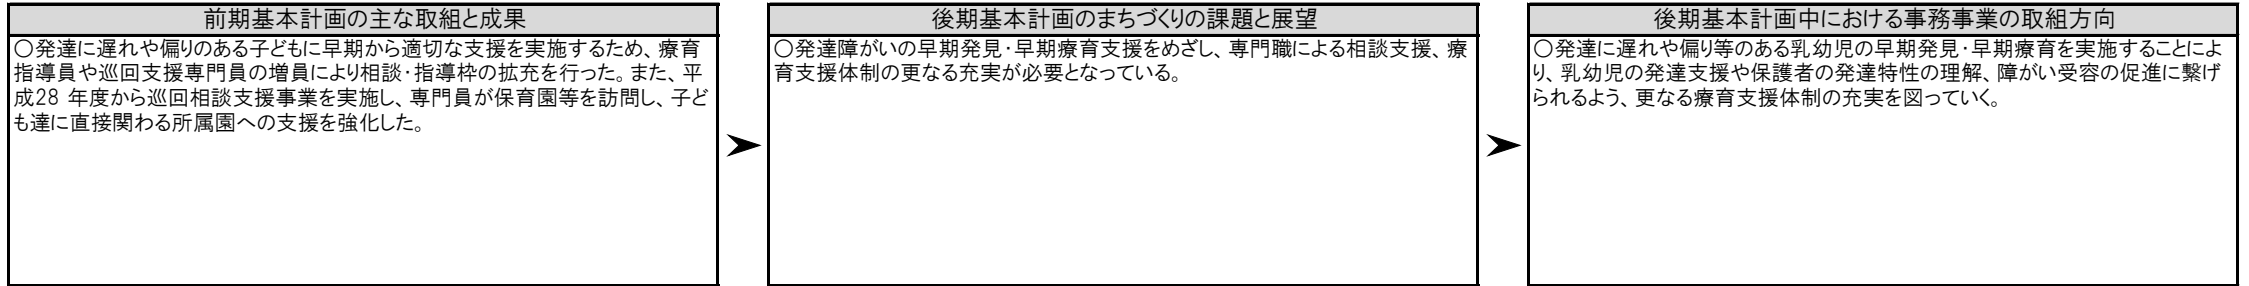 前期基本計画の主な取組と成果
○発達に遅れや偏りのある子どもに早期から適切な支援を実施するため、療育
指導員や巡回支援専門員の増員により相談・指導枠の拡充を行った。また、平
成28 年度から巡回相談支援事業を実施し、専門員が保育園等を訪問し、子ど
も達に直接関わる所属園への支援を強化した。
後期基本計画のまちづくりの課題と展望
○発達障がいの早期発見・早期療育支援をめざし、専門職による相談支援、療
育支援体制の更なる充実が必要となっている。
後期基本計画中における事務事業の取組方向
○発達に遅れや偏り等のある乳幼児の早期発見・早期療育を実施することによ
り、乳幼児の発達支援や保護者の発達特性の理解、障がい受容の促進に繋げ
られるよう、更なる療育支援体制の充実を図っていく。